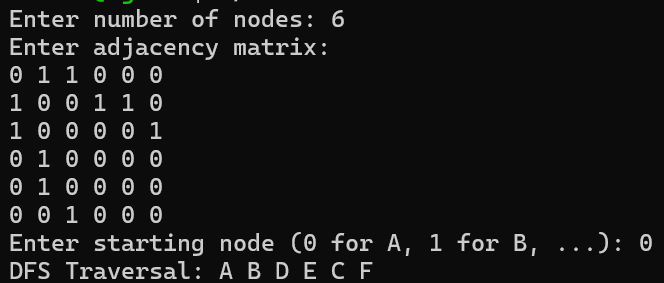 Enter number of nodes: 6
Enter adjacency matrix:
0 1 1 0 0 0
1 0 0 1 1 0
1 0 0 0 0 1
0 1 0 0 0 0
0 1 0 0 0 0
0 0 1 0 0 0
Enter starting node (0 for A, 1 for B, ...): 0
DFS Traversal: A B D E C F